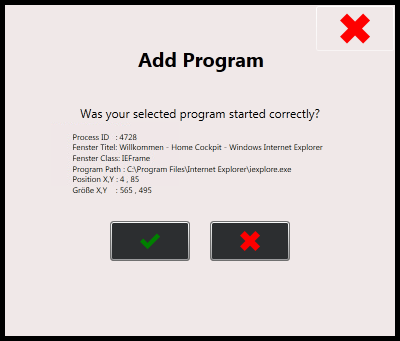 Add Program
Was your selected program started correctly?
Process ID : 4728
Fenster Titel: Willkommen - Home Cockpit - Windows Internet Explorer
Fenster Class: IEFrame
Program Path : C:\Program Files\Internet Explorer\iexplore.exe
Position X,Y : 4 , 85
Größe X,Y : 565 , 495